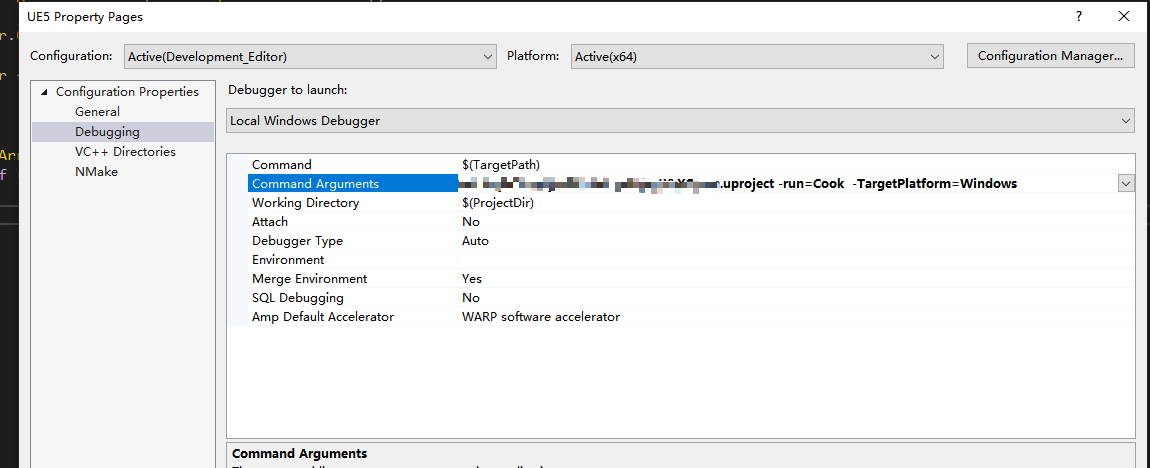 UE5 Property Pages
?
Configuration: Active(Development_Editor) Platform: Active(x64) Configuration Manager...
Configuration Properties
General
Debugging
VC++ Directories
NMake
Debugger to launch:
Local Windows Debugger
Command $(TargetPath)
Command Arguments .uproject -run=Cook  -TargetPlatform=Windows
Working Directory $(ProjectDir)
Attach No
Debugger Type Auto
Environment
Merge Environment Yes
SQL Debugging No
Amp Default Accelerator WARP software accelerator
Command Arguments